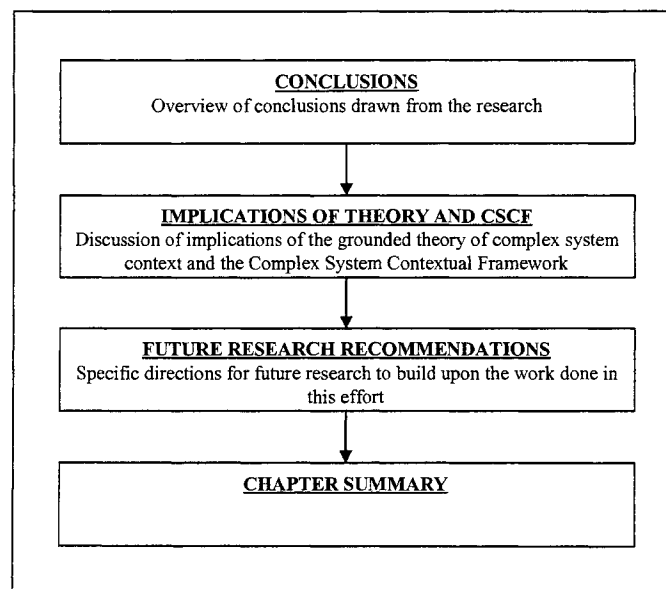 CONCLUSIONS
Overview of conclusions drawn from the research
IMPLICATIONS OF THEORY AND CSCF
Discussion of implications of the grounded theory of complex system
context and the Complex System Contextual Framework
FUTURE RESEARCH RECOMMENDATIONS
Specific directions for future research to build upon the work done in
this effort
CHAPTER SUMMARY